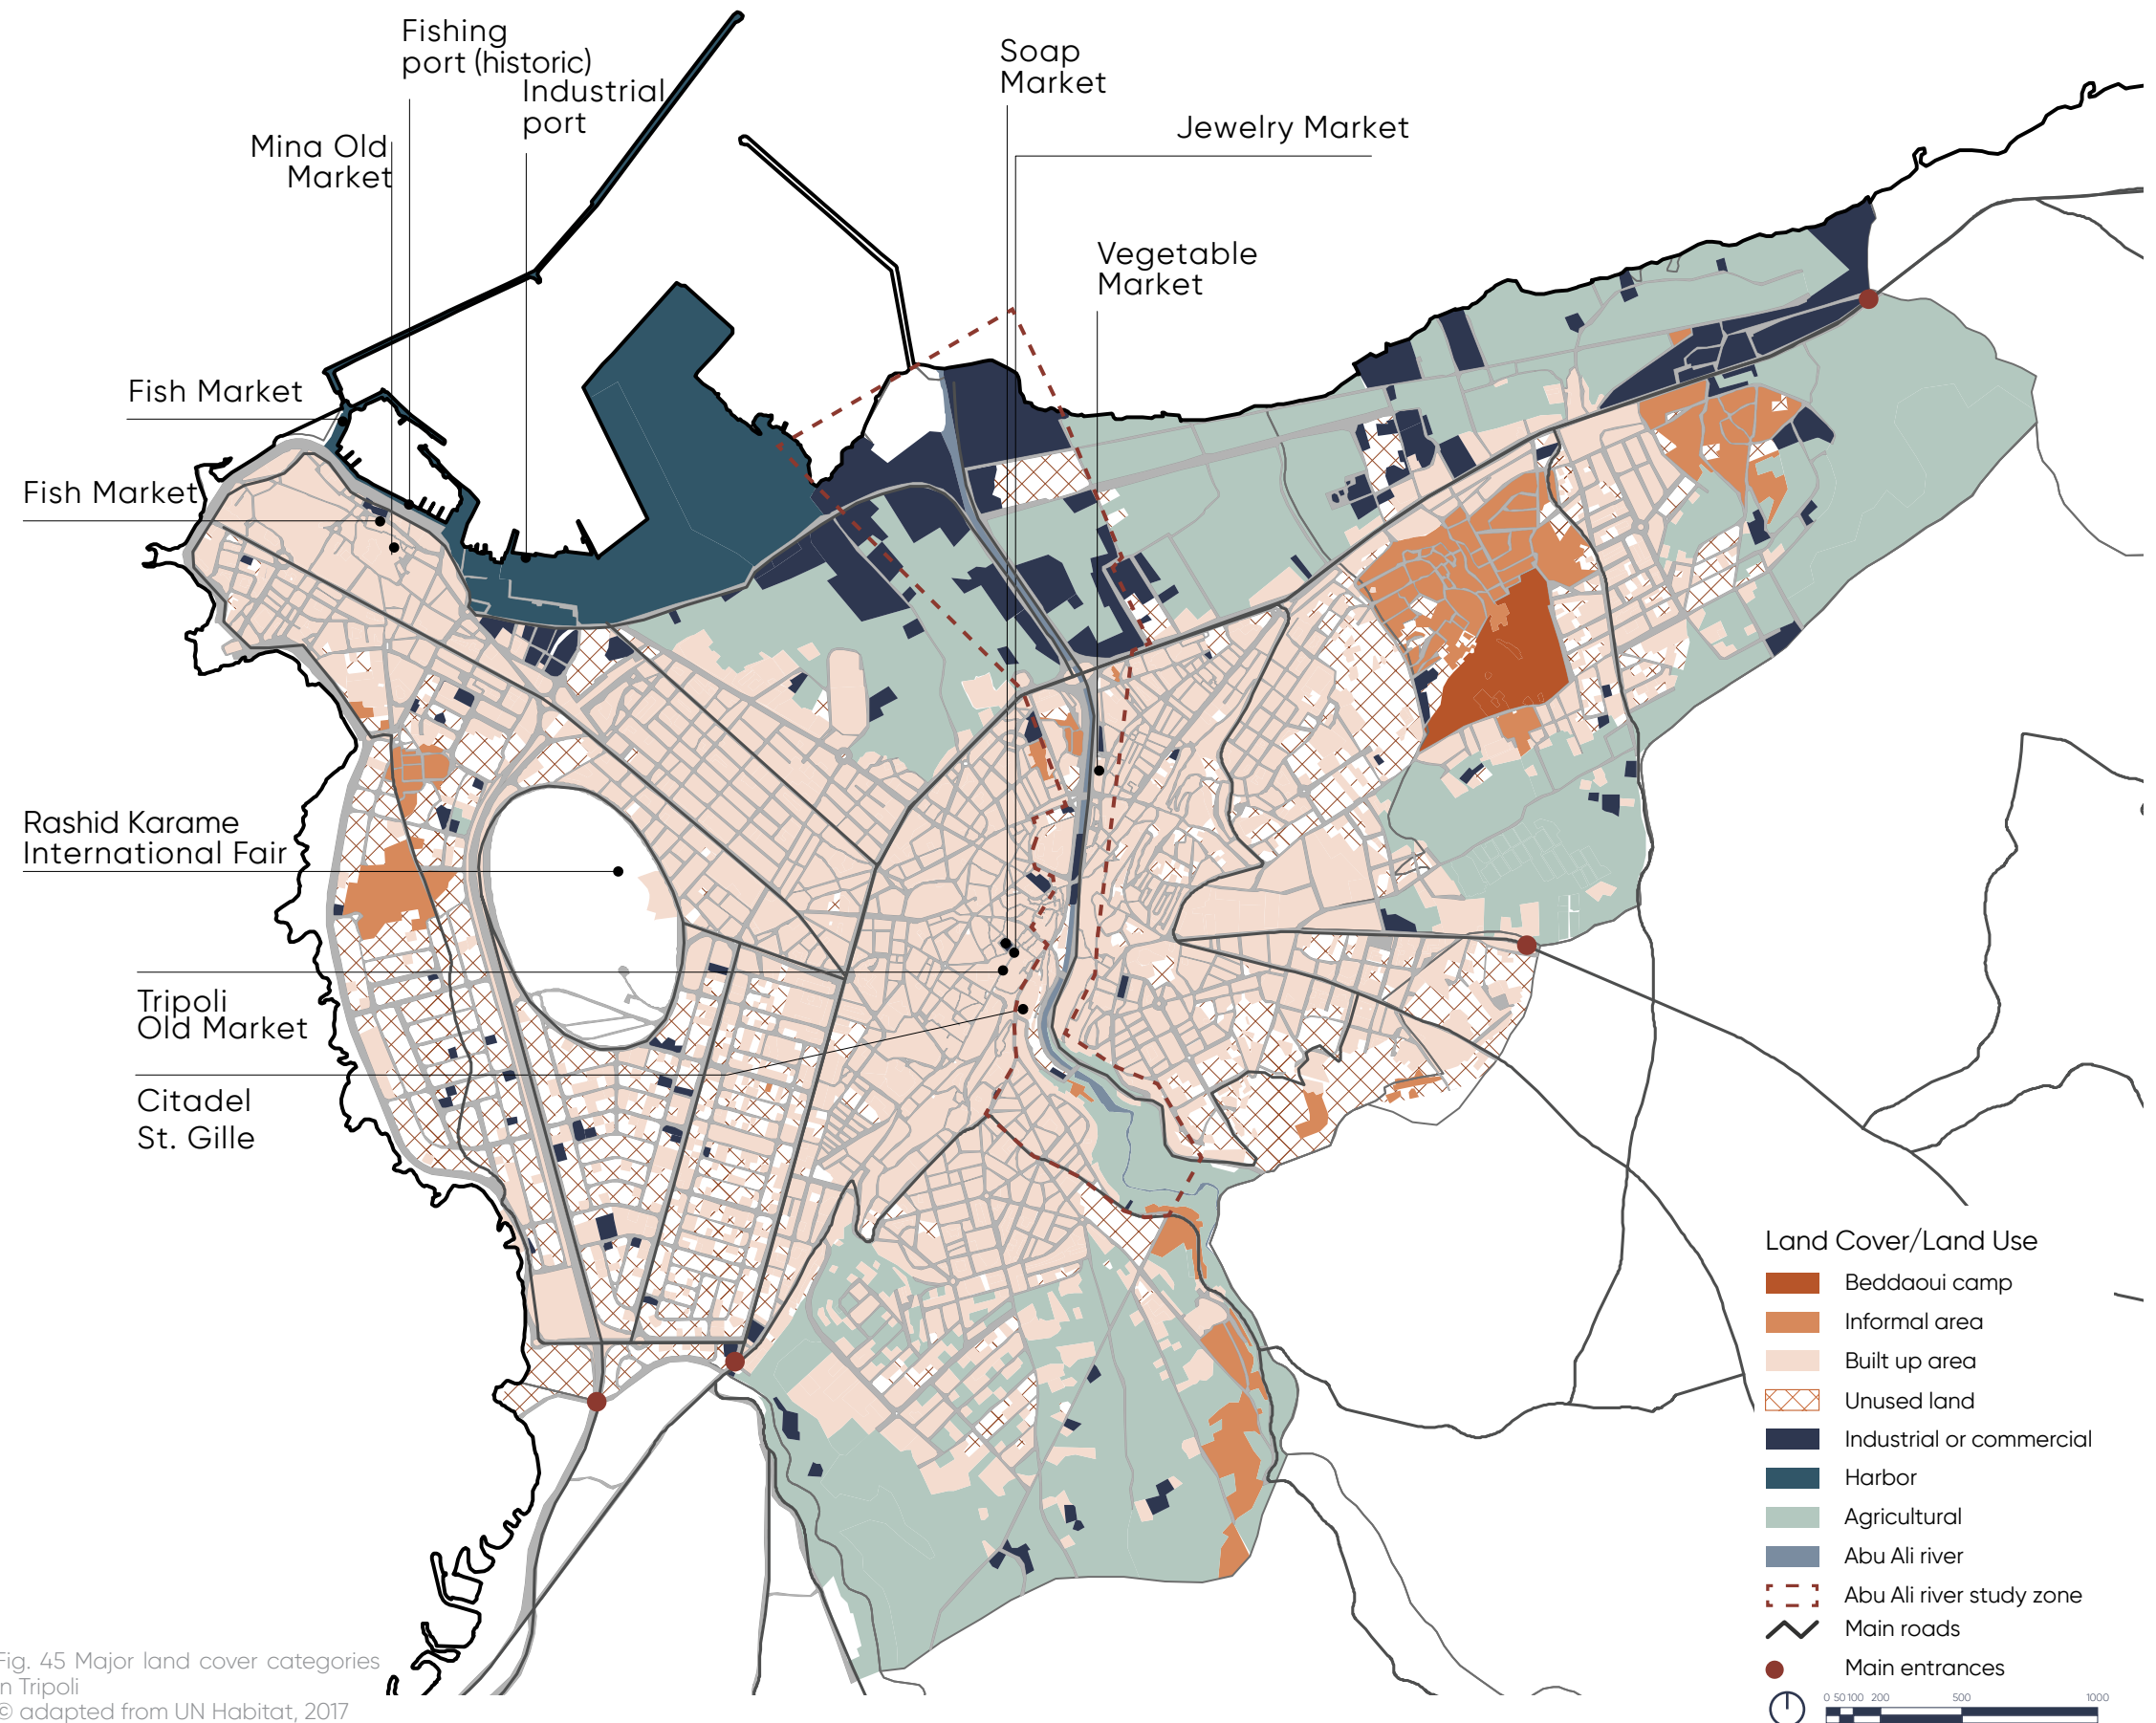 Fishing
port (historic)
Industrial
port
Mina Old
Market
Soap
Market
Jewelry Market
Vegetable
Market
Fish Market
Fish Market
Rashid Karame
International Fair
Tripoli
Old Market
Citadel
St. Gille
Land Cover/Land Use
Beddaoui camp
Informal area
Built up area
Unused land
Industrial or commercial
Harbor
Agricultural
Abu Ali river
Abu Ali river study zone
Main roads
Main entrances
0 50 100 200 500 1000
Fig. 45 Major land cover categories
in Tripoli
© adapted from UN Habitat, 2017